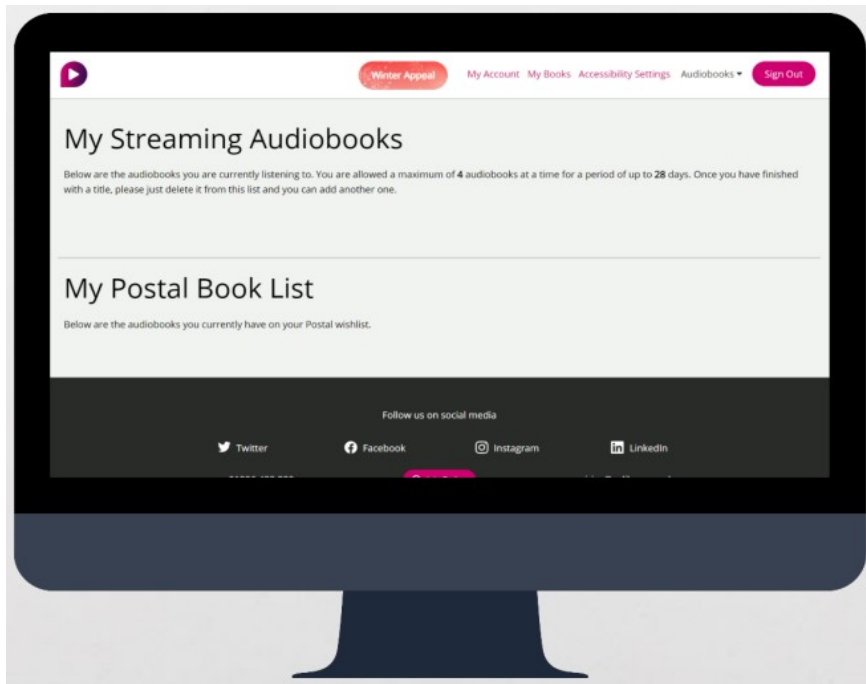 Winter Appeal My Account My Books Accessibility Settings Audiobooks Sign Out
My Streaming Audiobooks
Below are the audiobooks you are currently listening to. You are allowed a maximum of 4 audiobooks at a time for a period of up to 28 days. Once you have finished
with a title, please just delete it from this list and you can add another one.
My Postal Book List
Below are the audiobooks you currently have on your Postal wishlist.
Follow us on social media
Twitter Facebook Instagram LinkedIn